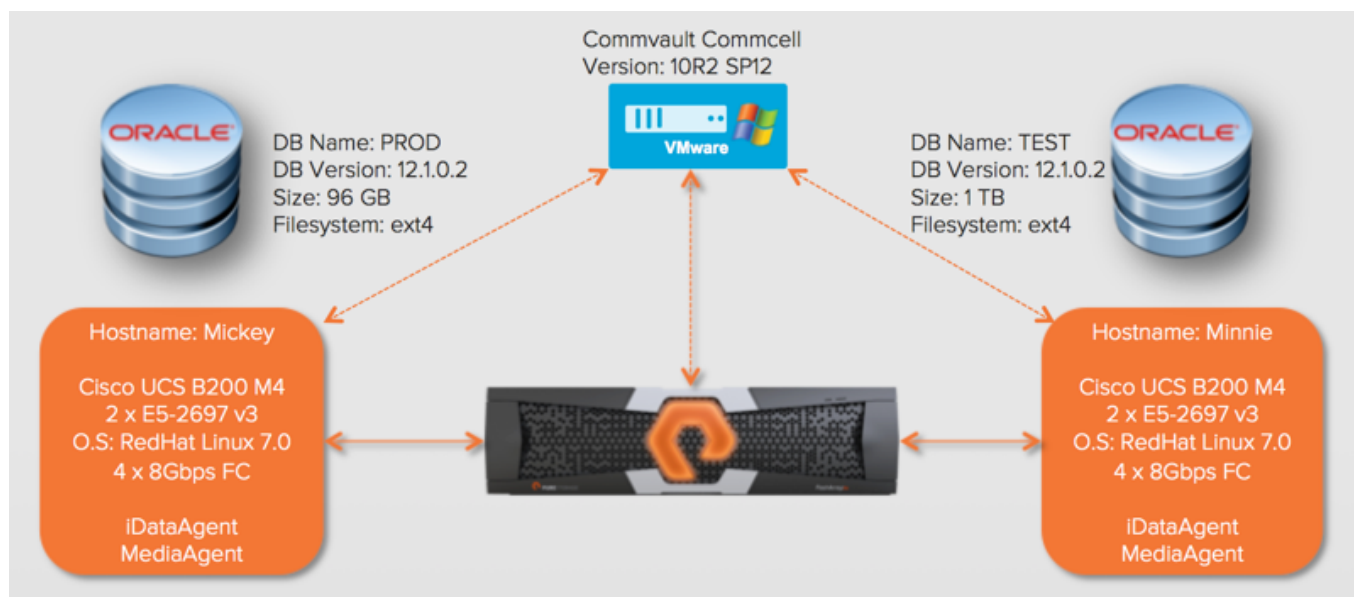 Commvault Commcell
Version: 10R2 SP12
VMware
ORACLE
DB Name: PROD
DB Version: 12.1.0.2
Size: 96 GB
Filesystem: ext4
DB Name: TEST
DB Version: 12.1.0.2
Size: 1 TB
Filesystem: ext4
ORACLE
Hostname: Mickey
Cisco UCS B200 M4
2 x E5-2697 v3
O.S: RedHat Linux 7.0
4 x 8Gbps FC
iDataAgent
MediaAgent
Hostname: Minnie
Cisco UCS B200 M4
2 x E5-2697 v3
O.S: RedHat Linux 7.0
4 x 8Gbps FC
iDataAgent
MediaAgent